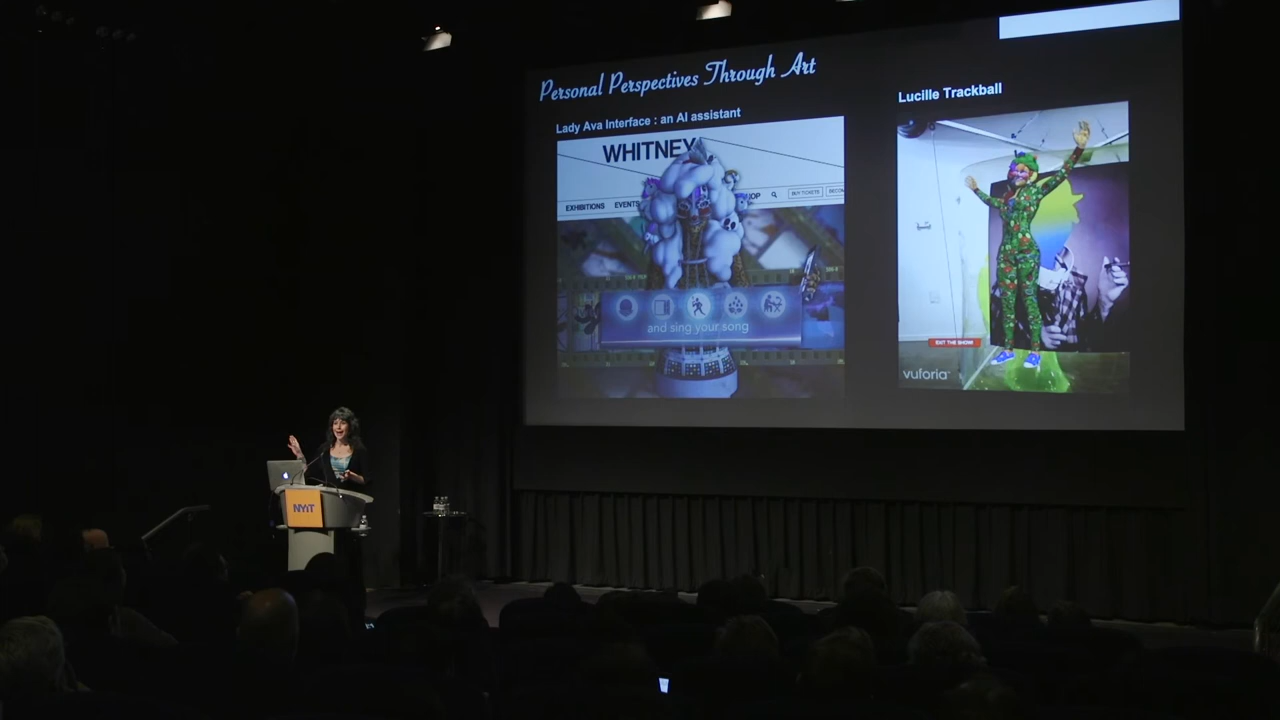 Personal Perspectives Through Art
Lady Ava Interface : an AI assistant
WHITNEY
EXHIBITIONS EVENTS
BUY TICKETS
and sing your song
Lucille Trackball
EXIT THE SHOW!
vuforia
NYiT